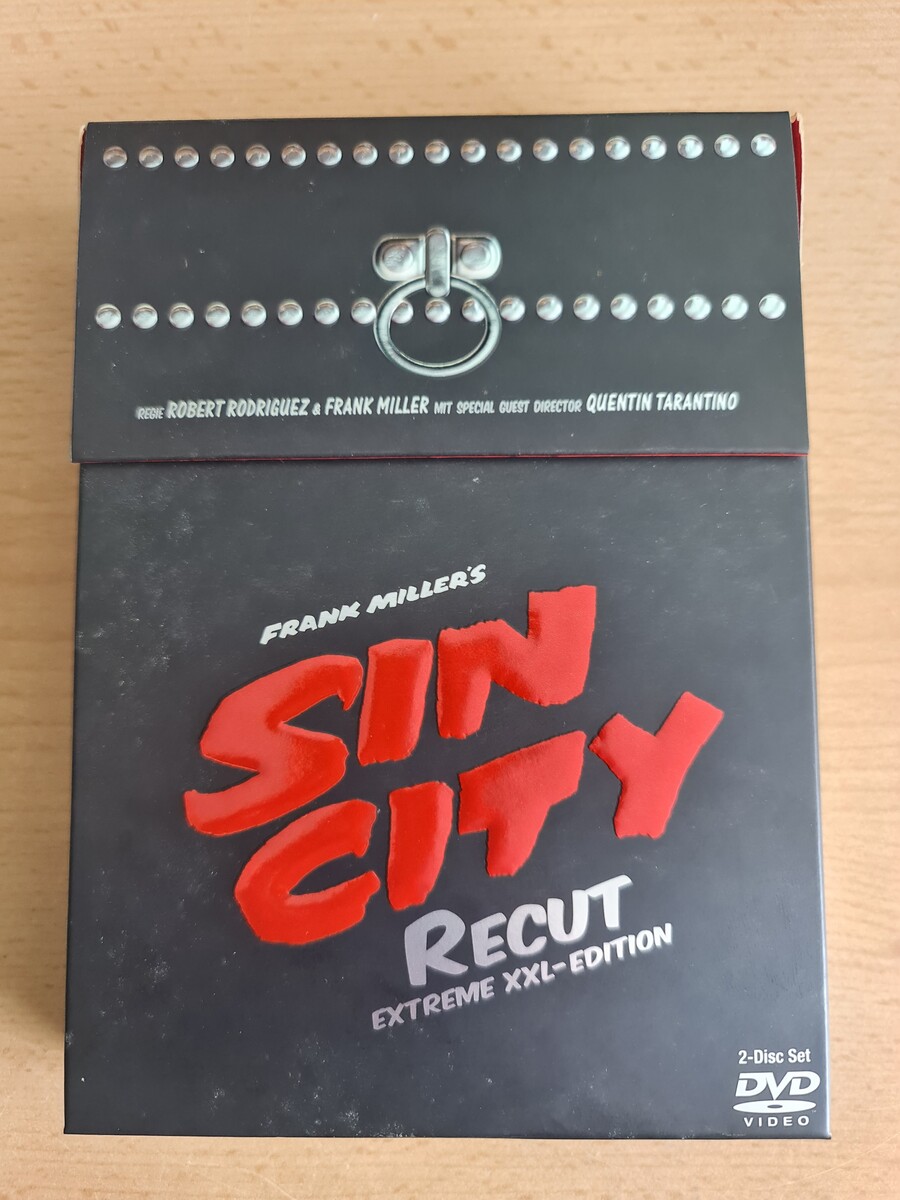 REGIE ROBERT RODRIGUEZ & FRANK MILLER MIT SPECIAL GUEST DIRECTOR QUENTIN TARANTINO
FRANK MILLER'S
SIN
CITY
RECUT
EXTREME XXL-EDITION
2-Disc Set
DVD
VIDEO